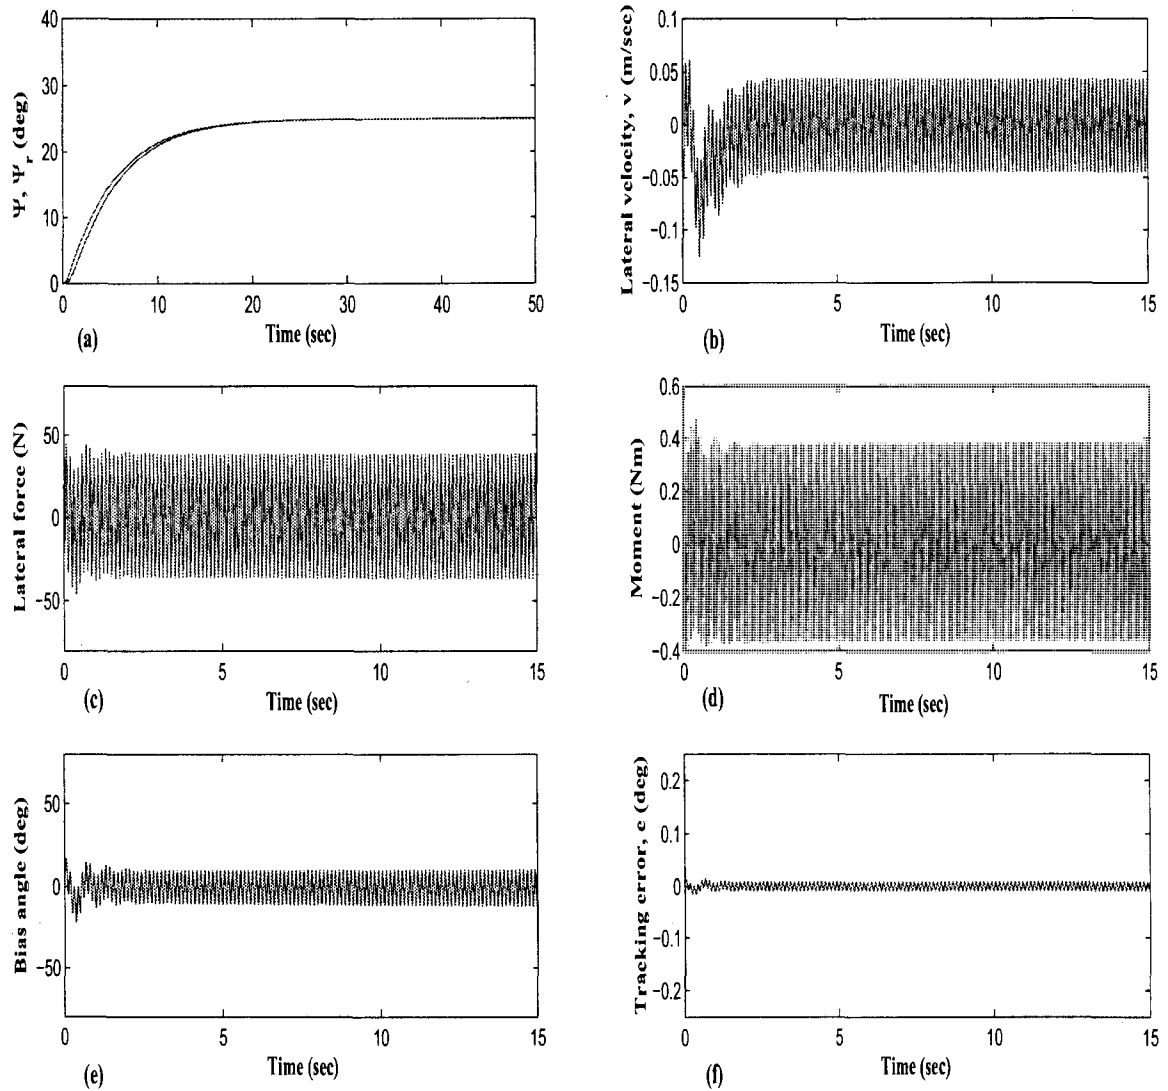 40
30
20
10
0
Ψ, Ψr (deg)
0 10 20 30 40 50
Time (sec)
(a)
0.1
0.05
0
−0.05
−0.1
−0.15
Lateral velocity, v (m/sec)
0 5 10 15
Time (sec)
(b)
50
0
−50
Lateral force (N)
0 5 10 15
Time (sec)
(c)
0.6
0.4
0.2
0
−0.2
−0.4
Moment (Nm)
0 5 10 15
Time (sec)
(d)
50
0
−50
Bias angle (deg)
0 5 10 15
Time (sec)
(e)
0.2
0.1
0
−0.1
−0.2
Tracking error, e (deg)
0 5 10 15
Time (sec)
(f)